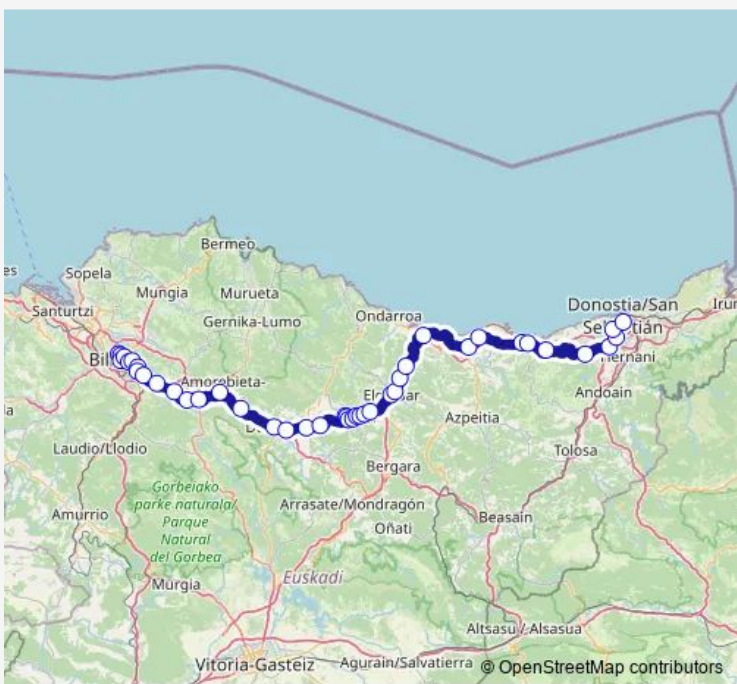 Bermeo
es
Sopela
Mungia
Murueta
Donostia/San
Sebastián
Santurtzi
Gernika-Lumo
Ondarroa
Irun
Hernani
Amorebieta-
Andoain
Azpeitia
Laudio/Llodio
Tolosa
Bergara
Gorbeiako
parke naturala/
Parque
Natural
del Gorbea
Arrasate/Mondragón
Amurrio
Beasain
Oñati
Murgia
Euskadi
Altsasu / Alsasua
Vitoria-Gasteiz
Agurain/Salvatierra
© OpenStreetMap contributors